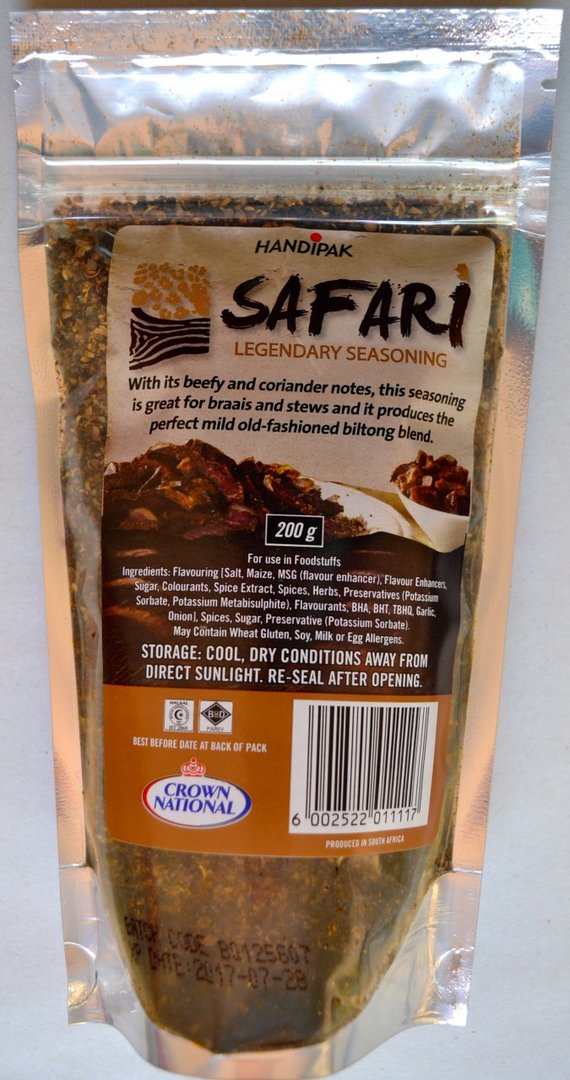 HANDiPAK
SAFARI
LEGENDARY SEASONING
With its beefy and coriander notes, this seasoning
is great for braais and stews and it produces the
perfect mild old-fashioned biltong blend.
200 g
For use in Foodstuffs
Ingredients: Flavouring [Salt, Maize, MSG (flavour enhancer), Flavour Enhancers,
Sugar, Colourants, Spice Extract, Spices, Herbs, Preservatives (Potassium
Sorbate, Potassium Metabisulphite), Flavourants, BHA, BHT, TBHQ, Garlic,
Onion], Spices, Sugar, Preservative (Potassium Sorbate).
May Contain Wheat Gluten, Soy, Milk or Egg Allergens.
STORAGE: COOL, DRY CONDITIONS AWAY FROM
DIRECT SUNLIGHT. RE-SEAL AFTER OPENING.
HALAAL
PAREV
BEST BEFORE DATE AT BACK OF PACK
CROWN
NATIONAL
6 002522 011117
PRODUCED IN SOUTH AFRICA
BATCH CODE B0125607
DATE:2017-07-28